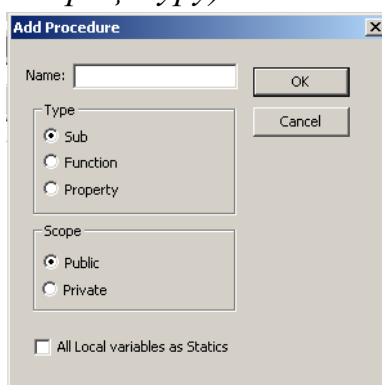 Add Procedure
Name:
OK
Type
Cancel
Sub
Function
Property
Scope
Public
Private
All Local variables as Statics